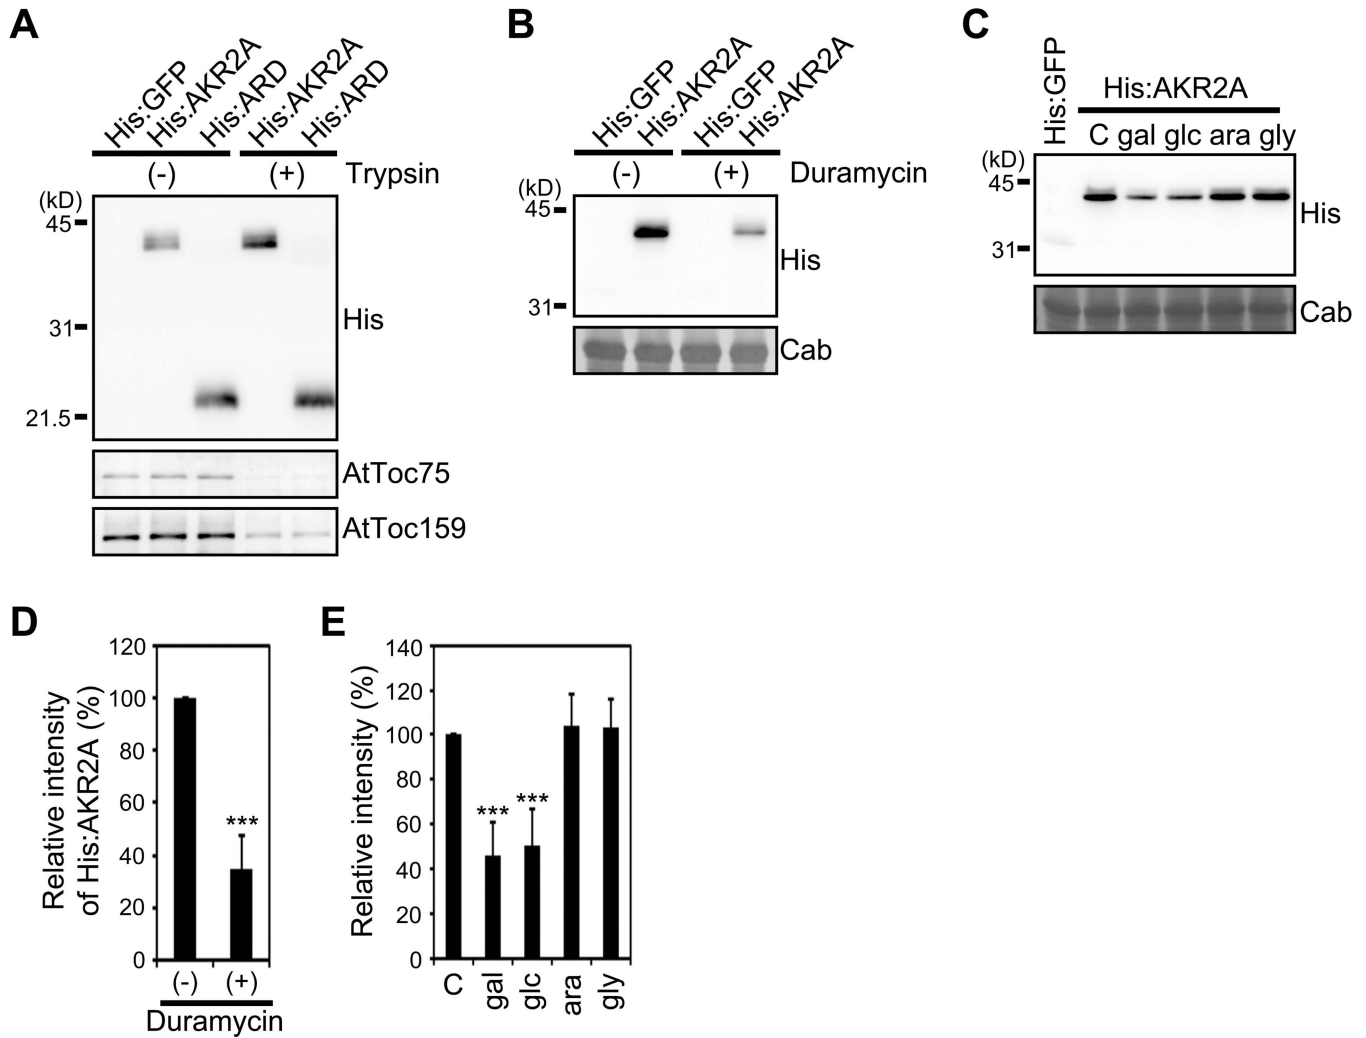 A
His:GFP
His:AKR2A
His:ARD
His:AKR2A
His:ARD
(-) (+) Trypsin
(kD)
45
31
21.5
His
AtToc75
AtToc159
B
His:GFP
His:AKR2A
His:GFP
His:AKR2A
(-) (+) Duramycin
(kD)
45
31
His
Cab
C
His:GFP
His:AKR2A
C gal glc ara gly
(kD)
45
31
His
Cab
D
Relative intensity
of His:AKR2A (%)
120
100
80
60
40
20
0
***
(-) (+)
Duramycin
E
Relative intensity (%)
140
120
100
80
60
40
20
0
*** ***
C gal glc ara gly